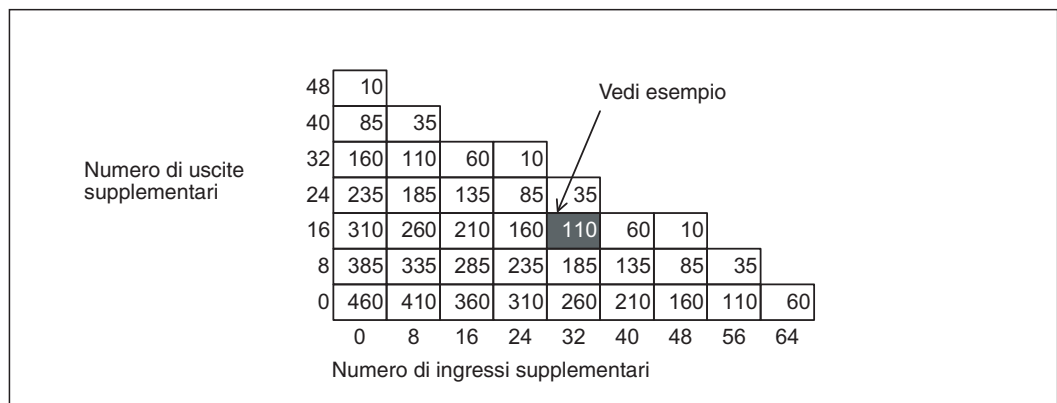 48 10
Vedi esempio
40 85 35
32 160 110 60 10
Numero di uscite
supplementari
24 235 185 135 85 35
16 310 260 210 160 110 60 10
8 385 335 285 235 185 135 85 35
0 460 410 360 310 260 210 160 110 60
0 8 16 24 32 40 48 56 64
Numero di ingressi supplementari